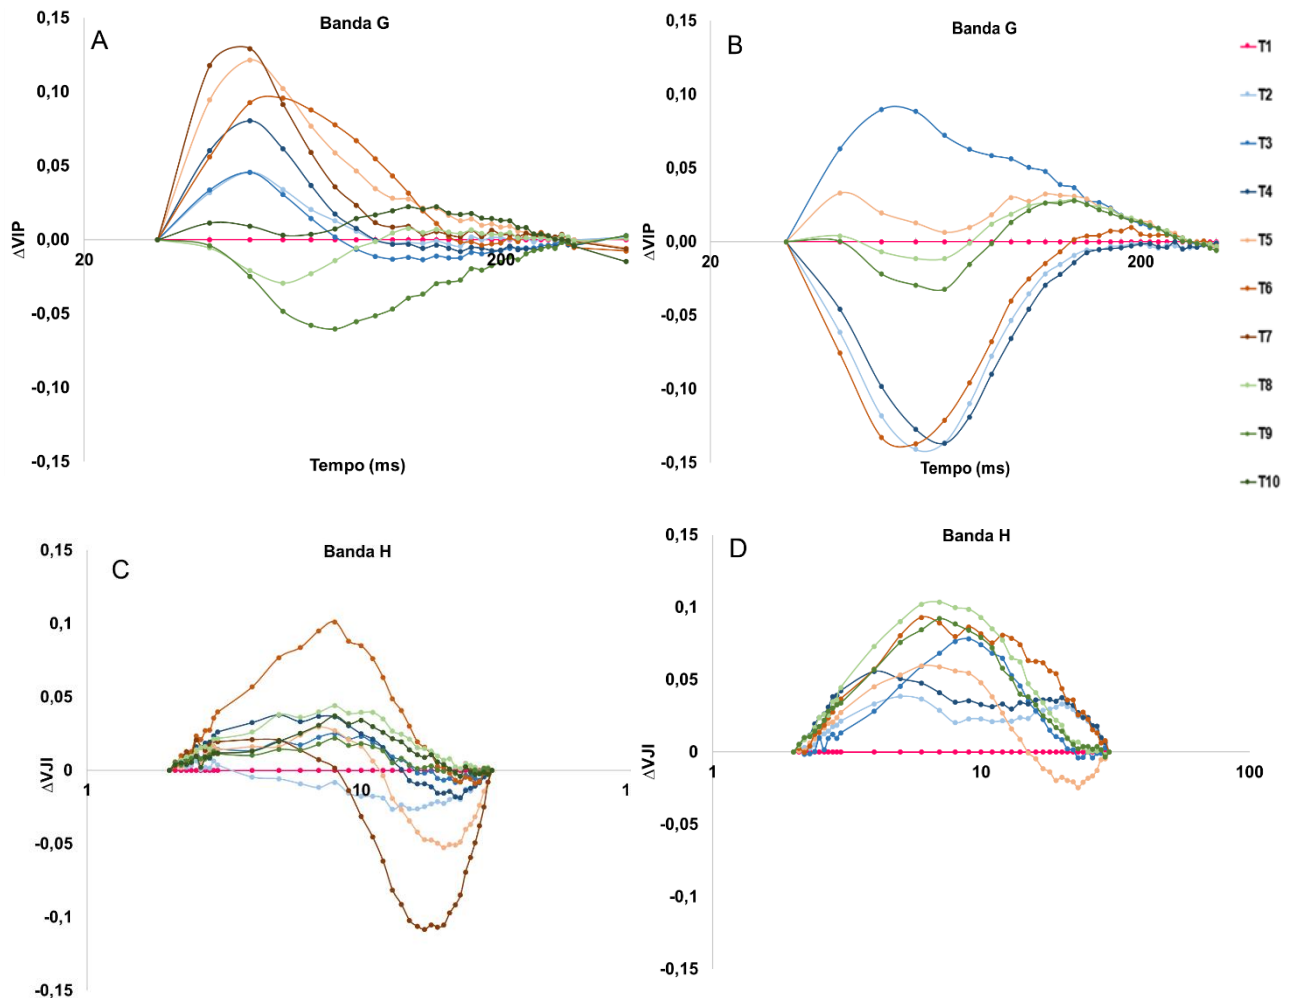 A
Banda G
0,15
0,10
0,05
0,00
-0,05
-0,10
-0,15
ΔVIP
20
200
Tempo (ms)
B
Banda G
0,15
0,10
0,05
0,00
-0,05
-0,10
-0,15
ΔVIP
20
200
Tempo (ms)
T1
T2
T3
T4
T5
T6
T7
T8
T9
T10
C
Banda H
0,15
0,1
0,05
0
-0,05
-0,1
-0,15
ΔVJI
1
10
1
D
Banda H
0,15
0,1
0,05
0
-0,05
-0,1
-0,15
ΔVJI
1
10
100